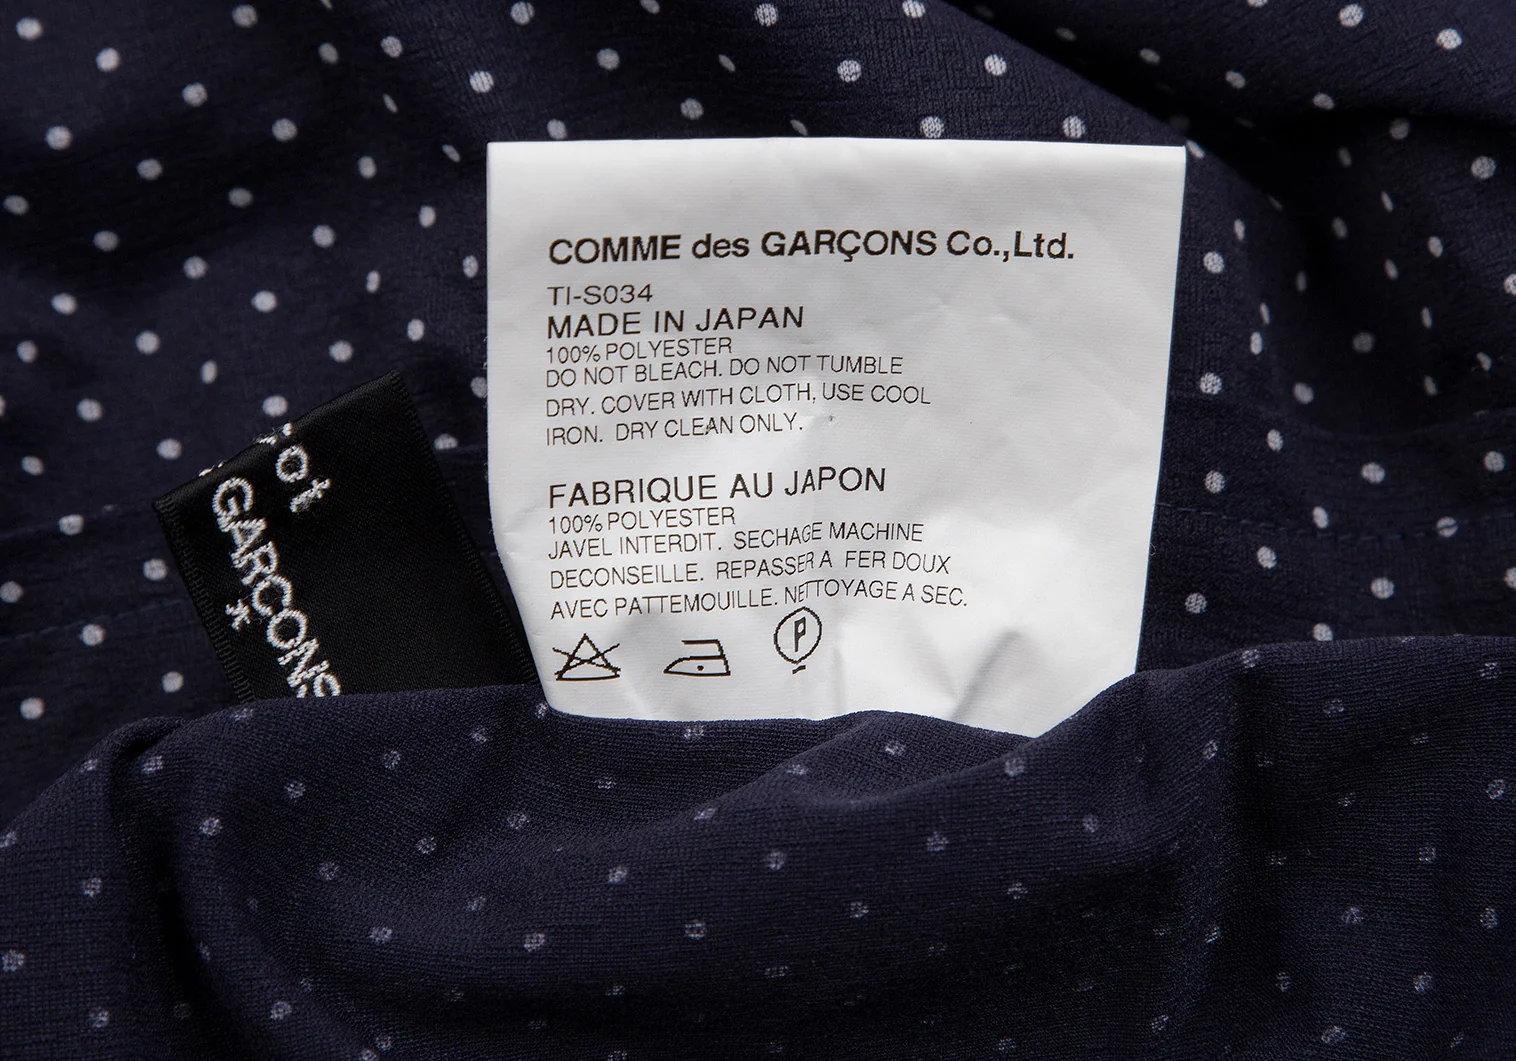 COMME des GARÇONS Co.,Ltd.
TI-S034
MADE IN JAPAN
100% POLYESTER
DO NOT BLEACH. DO NOT TUMBLE
DRY. COVER WITH CLOTH, USE COOL
IRON. DRY CLEAN ONLY.
FABRIQUE AU JAPON
100% POLYESTER
JAVEL INTERDIT. SECHAGE MACHINE
DECONSEILLE. REPASSER A FER DOUX
AVEC PATTEMOUILLE. NETTOYAGE A SEC.
P
GARÇONS